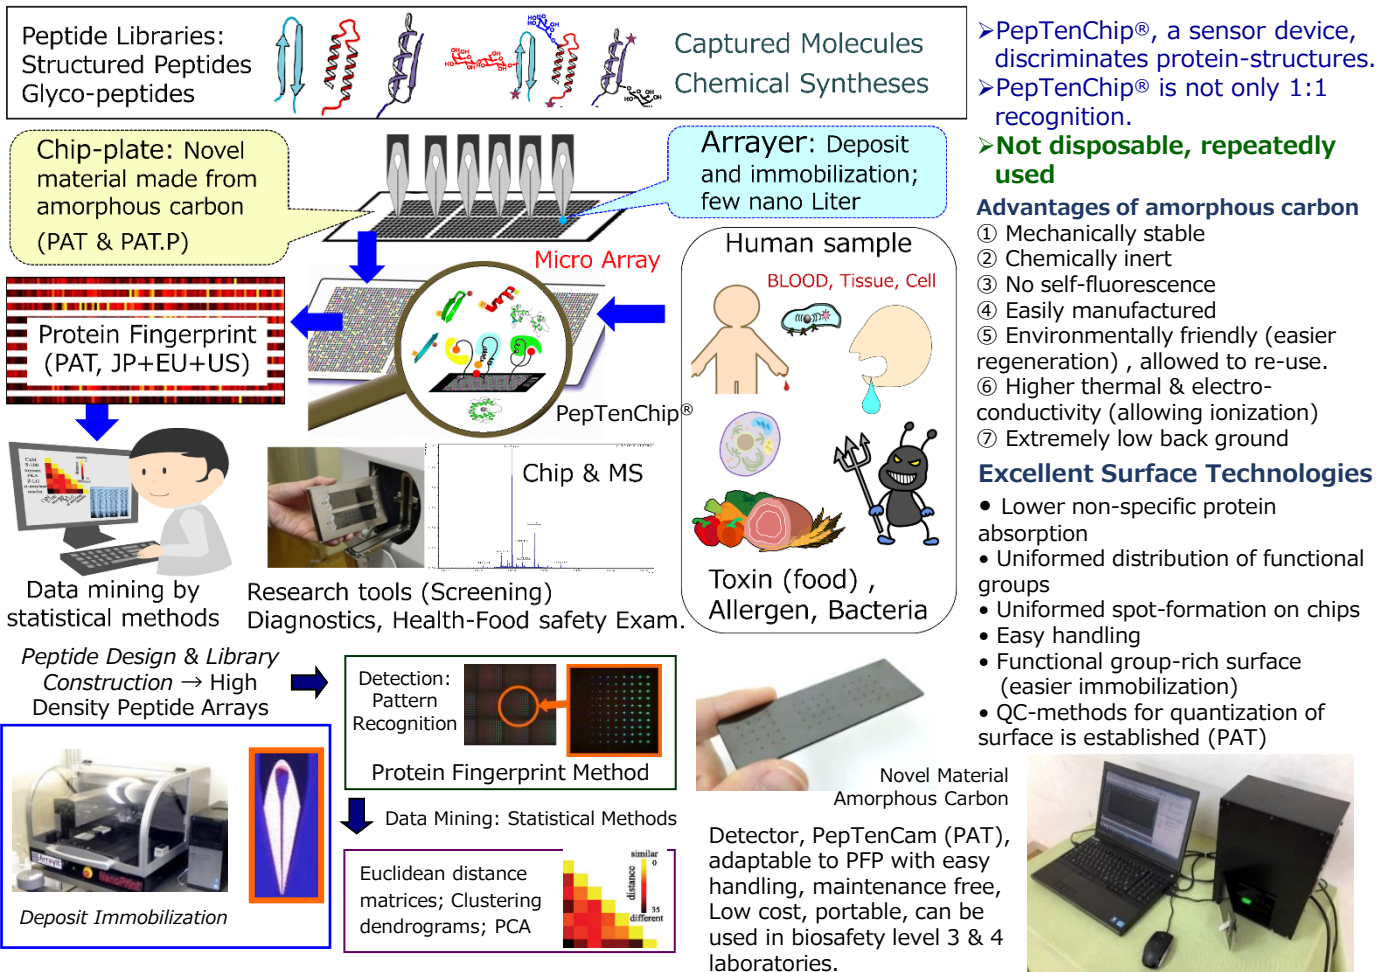 Peptide Libraries:
Structured Peptides
Glyco-peptides
Captured Molecules
Chemical Syntheses
Chip-plate: Novel
material made from
amorphous carbon
(PAT & PAT.P)
Arrayer: Deposit
and immobilization;
few nano Liter
Micro Array
Protein Fingerprint
(PAT, JP+EU+US)
PepTenChip®
Human sample
BLOOD, Tissue, Cell
Toxin (food) ,
Allergen, Bacteria
Chip & MS
Data mining by
statistical methods
Research tools (Screening)
Diagnostics, Health-Food safety Exam.
Peptide Design & Library
Construction → High
Density Peptide Arrays
Deposit Immobilization
Detection:
Pattern
Recognition
Protein Fingerprint Method
Data Mining: Statistical Methods
Euclidean distance
matrices; Clustering
dendrograms; PCA
similar
0
distance
35
different
➢PepTenChip®, a sensor device,
discriminates protein-structures.
➢PepTenChip® is not only 1:1
recognition.
➢Not disposable, repeatedly
used
Advantages of amorphous carbon
① Mechanically stable
② Chemically inert
③ No self-fluorescence
④ Easily manufactured
⑤ Environmentally friendly (easier
regeneration) , allowed to re-use.
⑥ Higher thermal & electro-
conductivity (allowing ionization)
⑦ Extremely low back ground
Excellent Surface Technologies
• Lower non-specific protein
absorption
• Uniformed distribution of functional
groups
• Uniformed spot-formation on chips
• Easy handling
• Functional group-rich surface
(easier immobilization)
• QC-methods for quantization of
surface is established (PAT)
Novel Material
Amorphous Carbon
Detector, PepTenCam (PAT),
adaptable to PFP with easy
handling, maintenance free,
Low cost, portable, can be
used in biosafety level 3 & 4
laboratories.